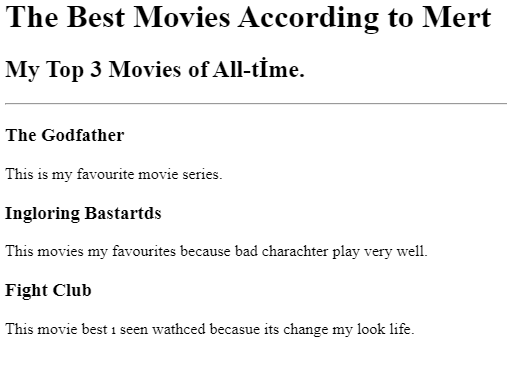 The Best Movies According to Mert
My Top 3 Movies of All-tİme.
The Godfather
This is my favourite movie series.
Ingloring Bastartds
This movies my favourites because bad charachter play very well.
Fight Club
This movie best ı seen wathced becasue its change my look life.